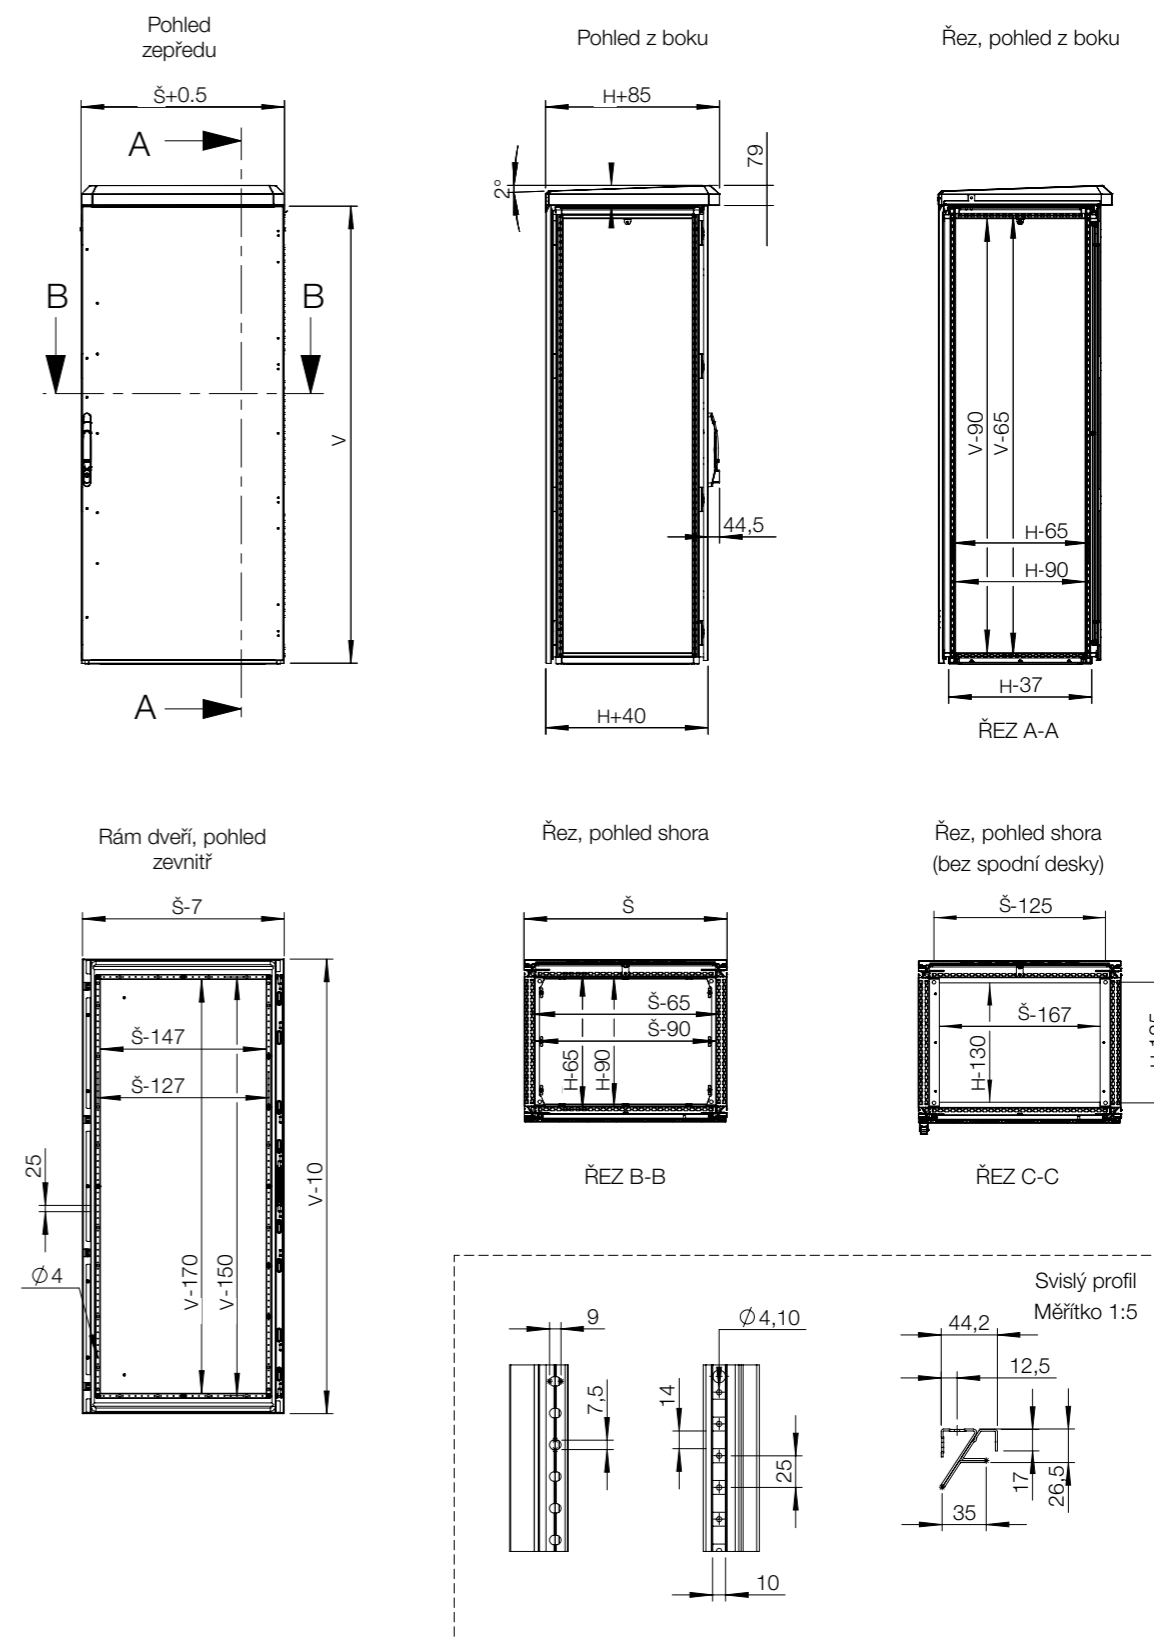 Pohled
zepředu
Pohled z boku
Řez, pohled z boku
Š+0.5
H+85
A
79
2°
B
B
V
V-90
V-65
44,5
H-65
H-90
A
H+40
H-37
ŘEZ A-A
Rám dveří, pohled
zevnitř
Řez, pohled shora
Řez, pohled shora
(bez spodní desky)
Š-7
Š
Š-125
Š-147
Š-127
Š-65
Š-90
H-65
H-90
Š-167
H-130
25
V-10
V-170
V-150
Ø4
ŘEZ B-B
ŘEZ C-C
Svislý profil
Měřítko 1:5
9
7,5
Ø4,10
14
25
10
44,2
12,5
17
26,5
35